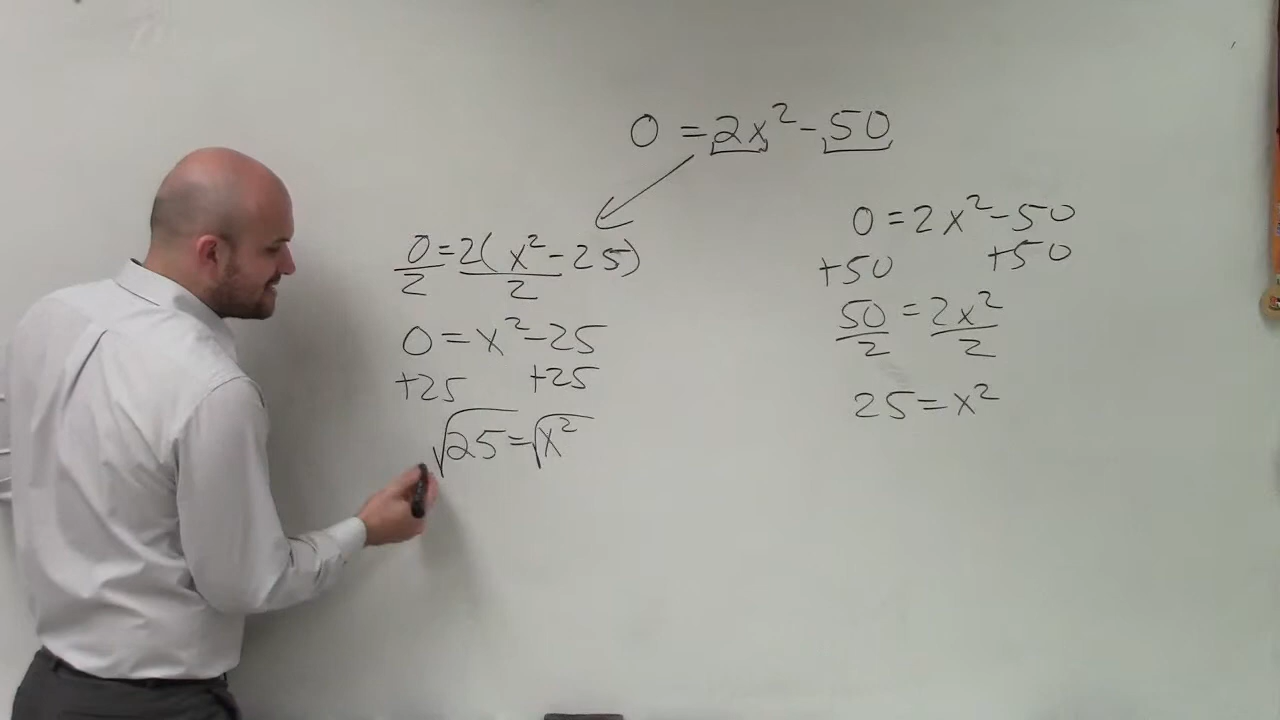 0 = 2x² - 50
0 = 2( x² - 25)
2 2
0 = x² - 25
+25 +25
√25 = √x²
0 = 2x² - 50
+50 +50
50 = 2x²
2 2
25 = x²